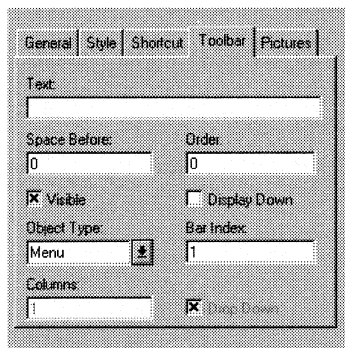 General Style Shortcut Toolbar Pictures
Text:
Space Before: Order
0 0
Visible Display Down
Object Type: Bar Index:
Menu 1
Columns:
1 Drop Down